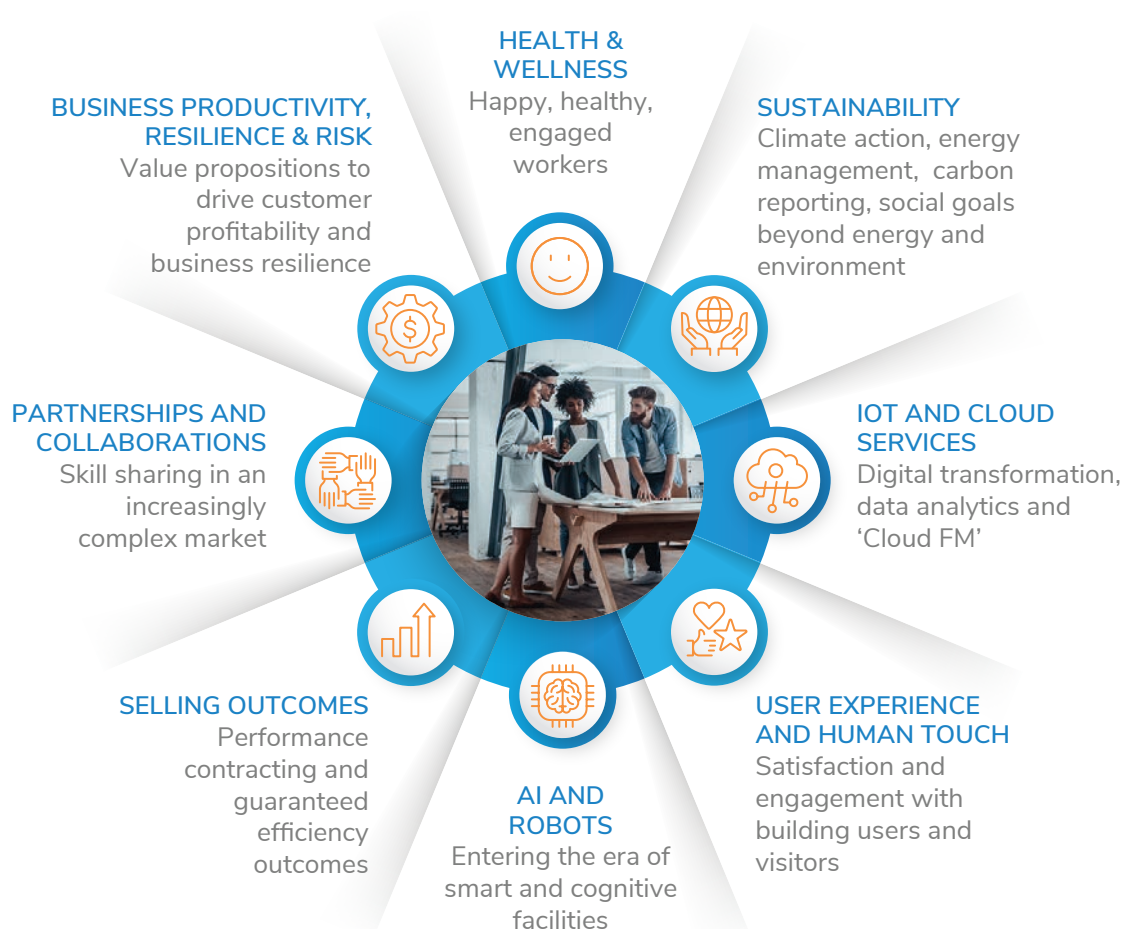 HEALTH &
WELLNESS
Happy, healthy,
engaged
workers
SUSTAINABILITY
Climate action, energy
management,  carbon
reporting, social goals
beyond energy and
environment
IOT AND CLOUD
SERVICES
Digital transformation,
data analytics and
‘Cloud FM’
USER EXPERIENCE
AND HUMAN TOUCH
Satisfaction and
engagement with
building users and
visitors
AI AND
ROBOTS
Entering the era of
smart and cognitive
facilities
SELLING OUTCOMES
Performance
contracting and
guaranteed
efficiency
outcomes
PARTNERSHIPS AND
COLLABORATIONS
Skill sharing in an
increasingly
complex market
BUSINESS PRODUCTIVITY,
RESILIENCE & RISK
Value propositions to
drive customer
profitability and
business resilience
$